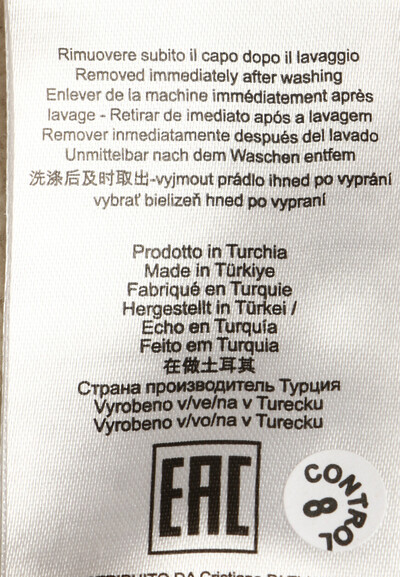 Rimuovere subito il capo dopo il lavaggio
Removed immediately after washing
Enlever de la machine immédiatement après
lavage - Retirar de imediato após a lavagem
Remover inmediatamente después del lavado
Unmittelbar nach dem Waschen entfern
洗涤后及时取出-vyjmout prádlo ihned po vyprání
vybrať bielizeň hned po vypraní
Prodotto in Turchia
Made in Türkiye
Fabriqué en Turquie
Hergestellt in Türkei /
Echo en Turquía
Feito em Turquia
在做土耳其
Страна производитель Турция
Vyrobeno v/ve/na v Turecku
Vyrobeno v/vo/na v Turecku
EAC
CONTROL
8
DA Cristiano